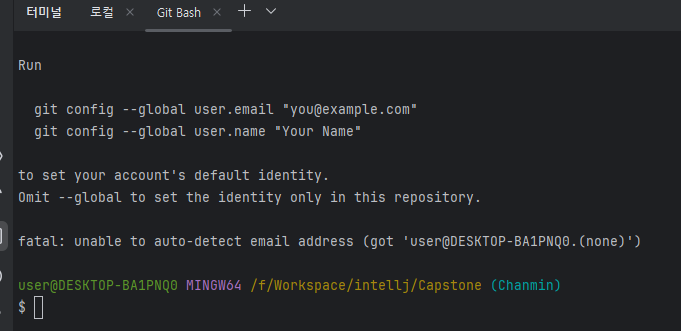 터미널 로컬 × Git Bash ×
Run
git config --global user.email "you@example.com"
git config --global user.name "Your Name"
to set your account's default identity.
Omit --global to set the identity only in this repository.
fatal: unable to auto-detect email address (got 'user@DESKTOP-BA1PNQ0.(none)')
user@DESKTOP-BA1PNQ0 MINGW64 /f/Workspace/intellj/Capstone (Chanmin)
$